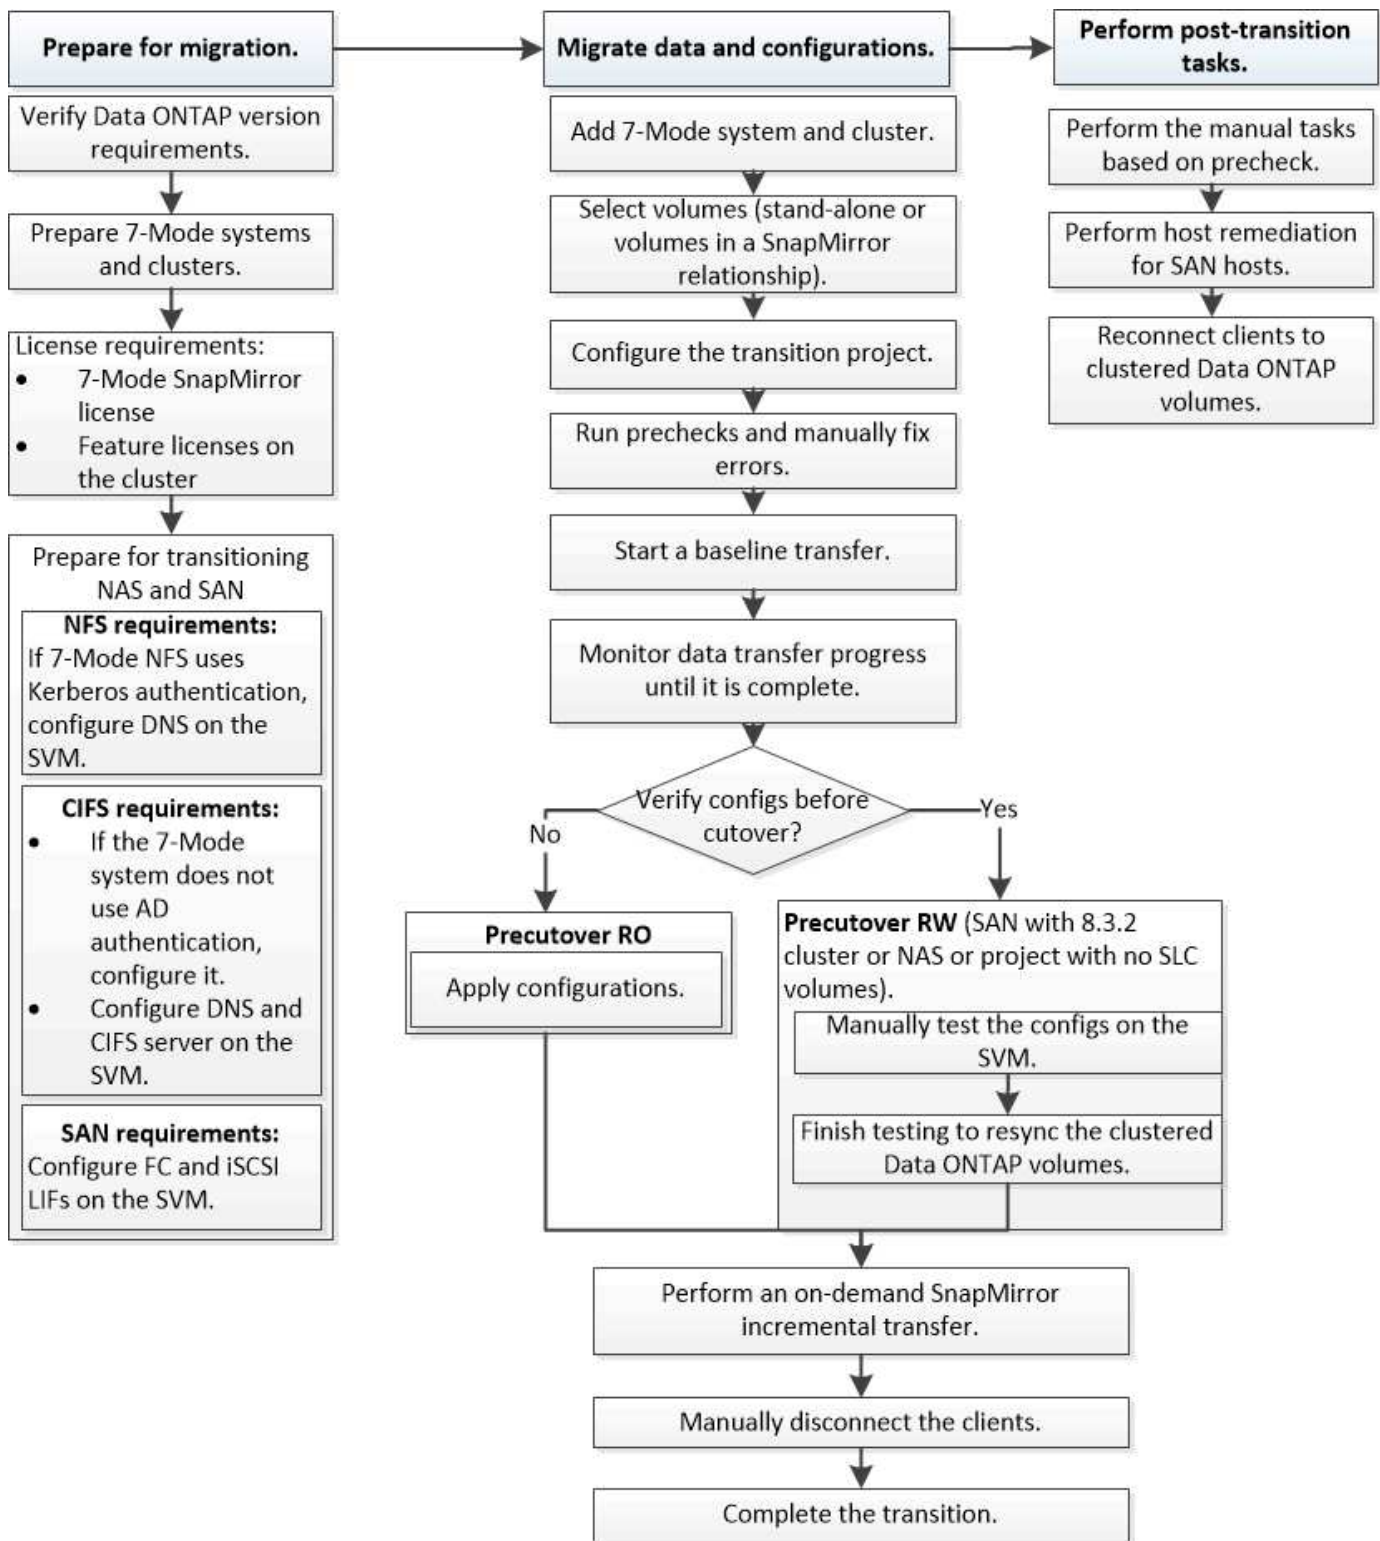 Prepare for migration.
Verify Data ONTAP version
requirements.
Prepare 7-Mode systems
and clusters.
License requirements:
• 7-Mode SnapMirror
license
• Feature licenses on
the cluster
Prepare for transitioning
NAS and SAN
NFS requirements:
If 7-Mode NFS uses
Kerberos authentication,
configure DNS on the
SVM.
CIFS requirements:
• If the 7-Mode
system does not
use AD
authentication,
configure it.
• Configure DNS and
CIFS server on the
SVM.
SAN requirements:
Configure FC and iSCSI
LIFs on the SVM.
Migrate data and configurations.
Add 7-Mode system and cluster.
Select volumes (stand-alone or
volumes in a SnapMirror
relationship).
Configure the transition project.
Run prechecks and manually fix
errors.
Start a baseline transfer.
Monitor data transfer progress
until it is complete.
Verify configs before
cutover?
No
Yes
Precutover RO
Apply configurations.
Precutover RW (SAN with 8.3.2
cluster or NAS or project with no SLC
volumes).
Manually test the configs on the
SVM.
Finish testing to resync the clustered
Data ONTAP volumes.
Perform an on-demand SnapMirror
incremental transfer.
Manually disconnect the clients.
Complete the transition.
Perform post-transition
tasks.
Perform the manual tasks
based on precheck.
Perform host remediation
for SAN hosts.
Reconnect clients to
clustered Data ONTAP
volumes.